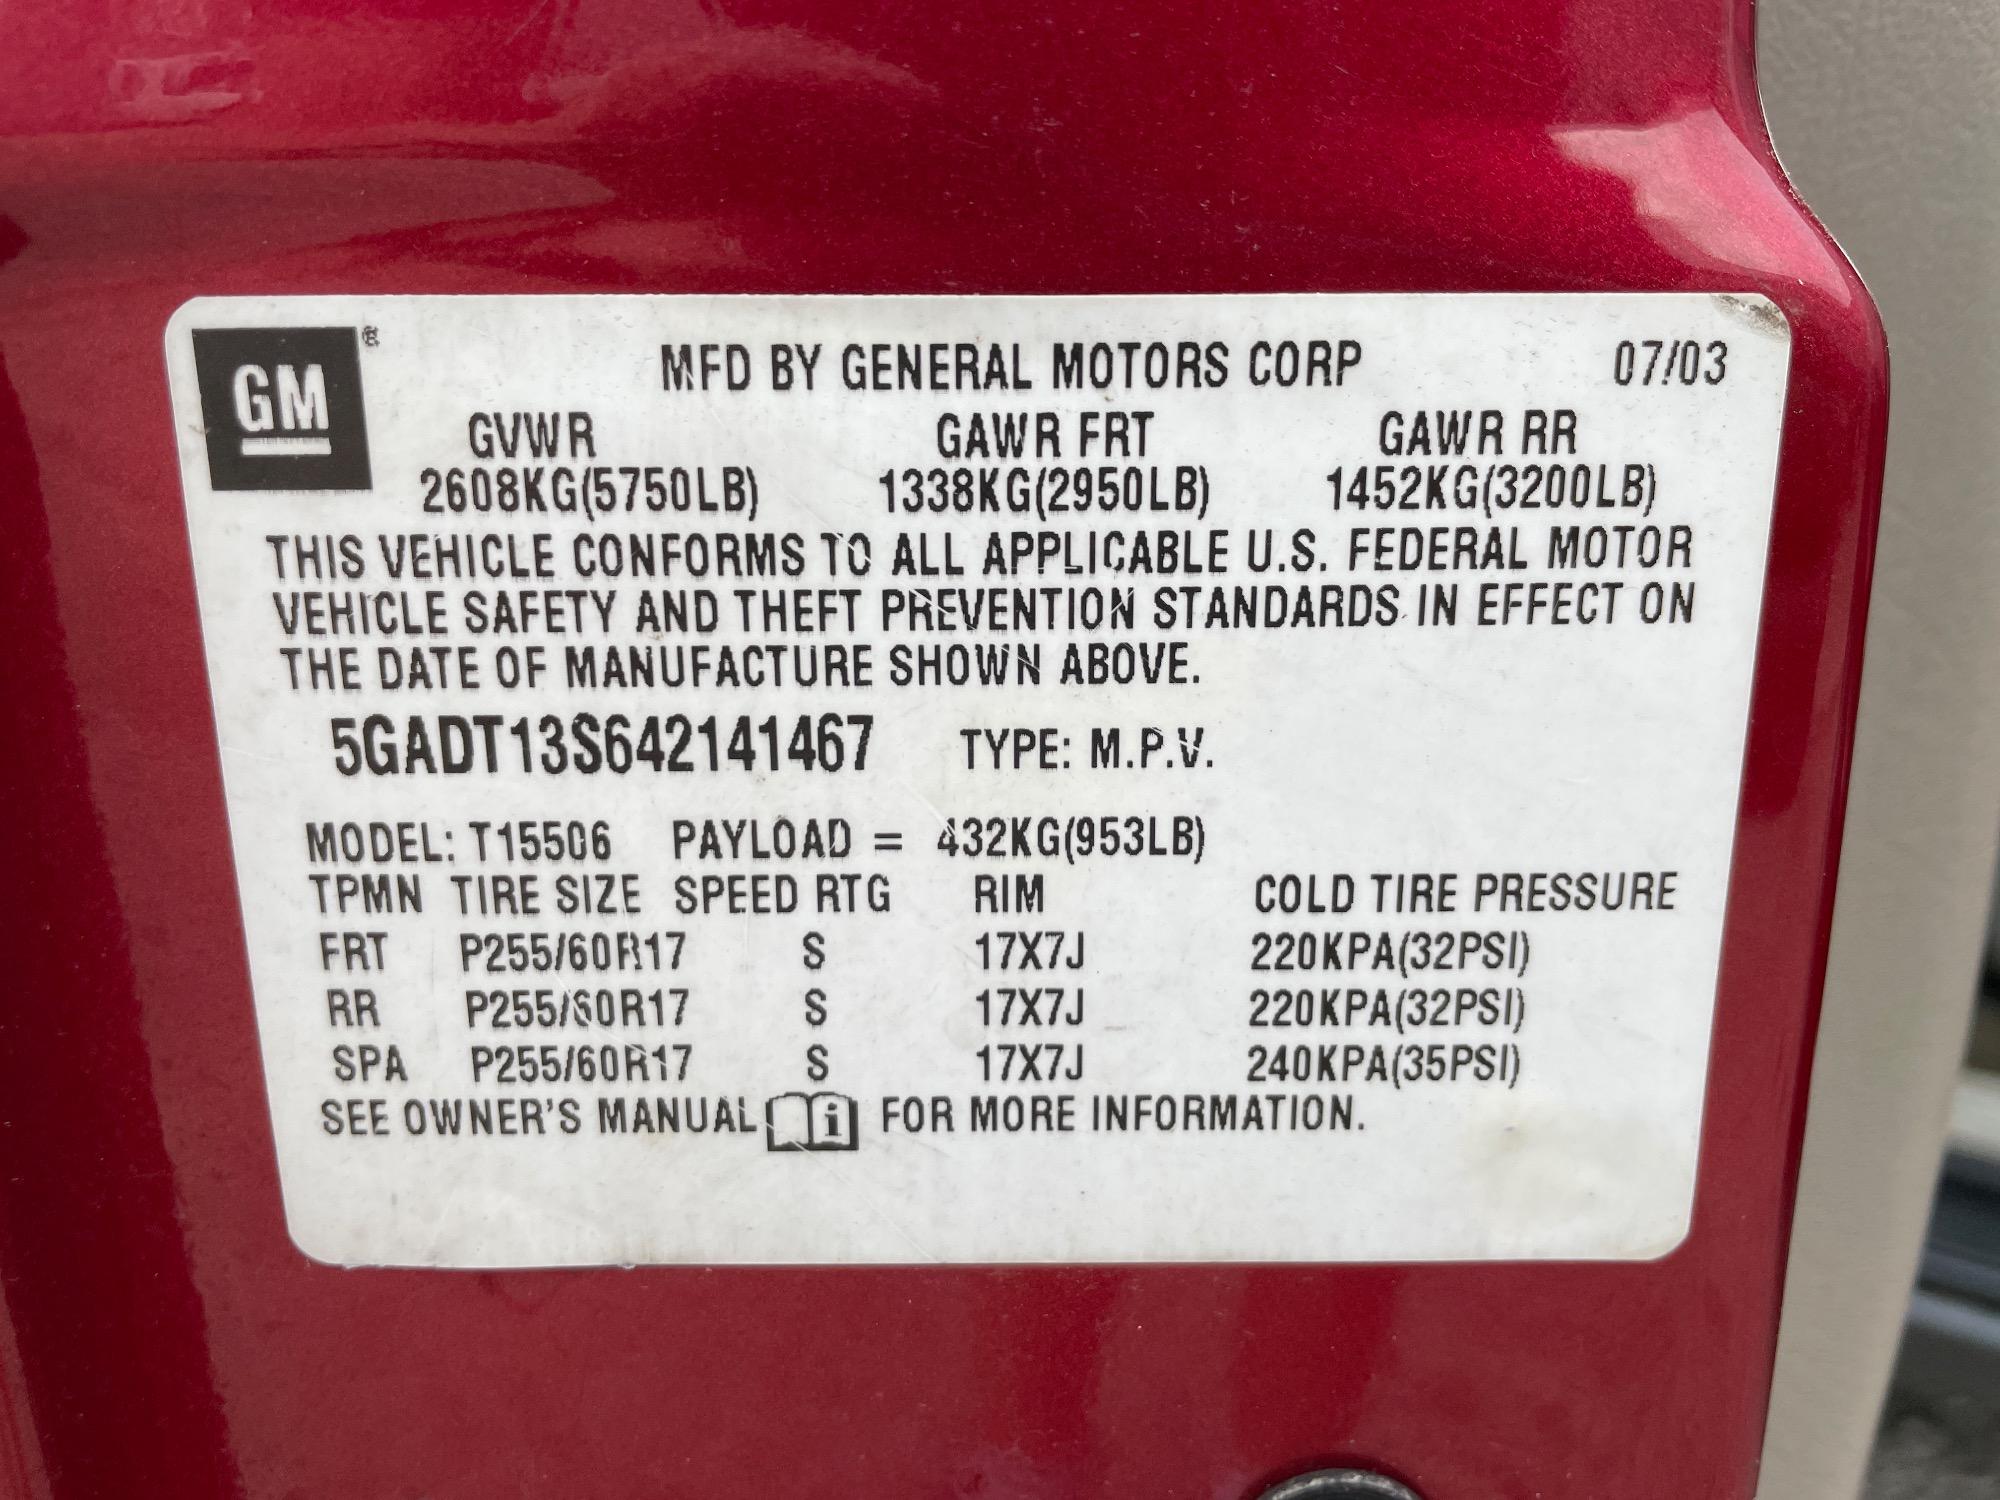 GM ®
MFD BY GENERAL MOTORS CORP 07/03
GVWR GAWR FRT GAWR RR
2608KG(5750LB) 1338KG(2950LB) 1452KG(3200LB)
THIS VEHICLE CONFORMS TO ALL APPLICABLE U.S. FEDERAL MOTOR
VEHICLE SAFETY AND THEFT PREVENTION STANDARDS IN EFFECT ON
THE DATE OF MANUFACTURE SHOWN ABOVE.
5GADT13S642141467 TYPE: M.P.V.
MODEL: T15506 PAYLOAD = 432KG(953LB)
TPMN TIRE SIZE SPEED RTG RIM COLD TIRE PRESSURE
FRT P255/60R17 S 17X7J 220KPA(32PSI)
RR P255/60R17 S 17X7J 220KPA(32PSI)
SPA P255/60R17 S 17X7J 240KPA(35PSI)
SEE OWNER'S MANUAL i FOR MORE INFORMATION.